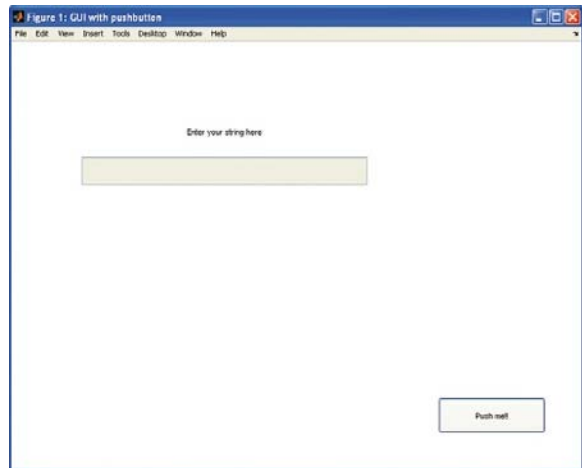 Figure 1: GUI with pushbutton
File Edit View Insert Tools Desktop Window Help
Enter your string here
Push me!!